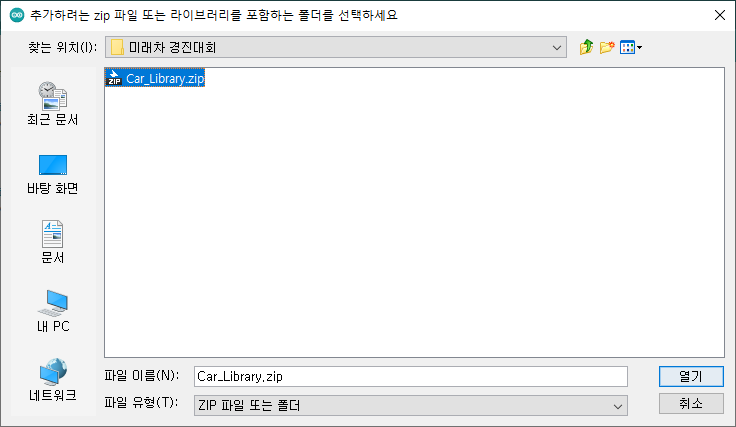 추가하려는 zip 파일 또는 라이브러리를 포함하는 폴더를 선택하세요
찾는 위치(I):
미래차 경진대회
ZIP
Car_Library.zip
최근 문서
바탕 화면
문서
내 PC
네트워크
파일 이름(N):
Car_Library.zip
열기
파일 유형(T):
ZIP 파일 또는 폴더
취소